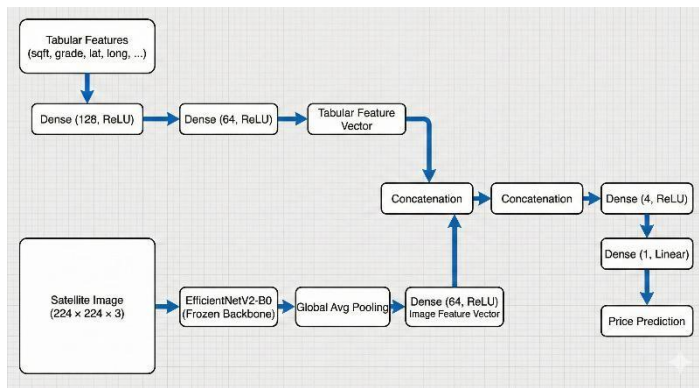 Tabular Features
(sqft, grade, lat, long, ...)
Dense (128, ReLU)
Dense (64, ReLU)
Tabular Feature
Vector
Concatenation
Concatenation
Dense (4, ReLU)
Dense (1, Linear)
Price Prediction
Satellite Image
(224 × 224 × 3)
EfficientNetV2-B0
(Frozen Backbone)
Global Avg Pooling
Dense (64, ReLU)
Image Feature Vector